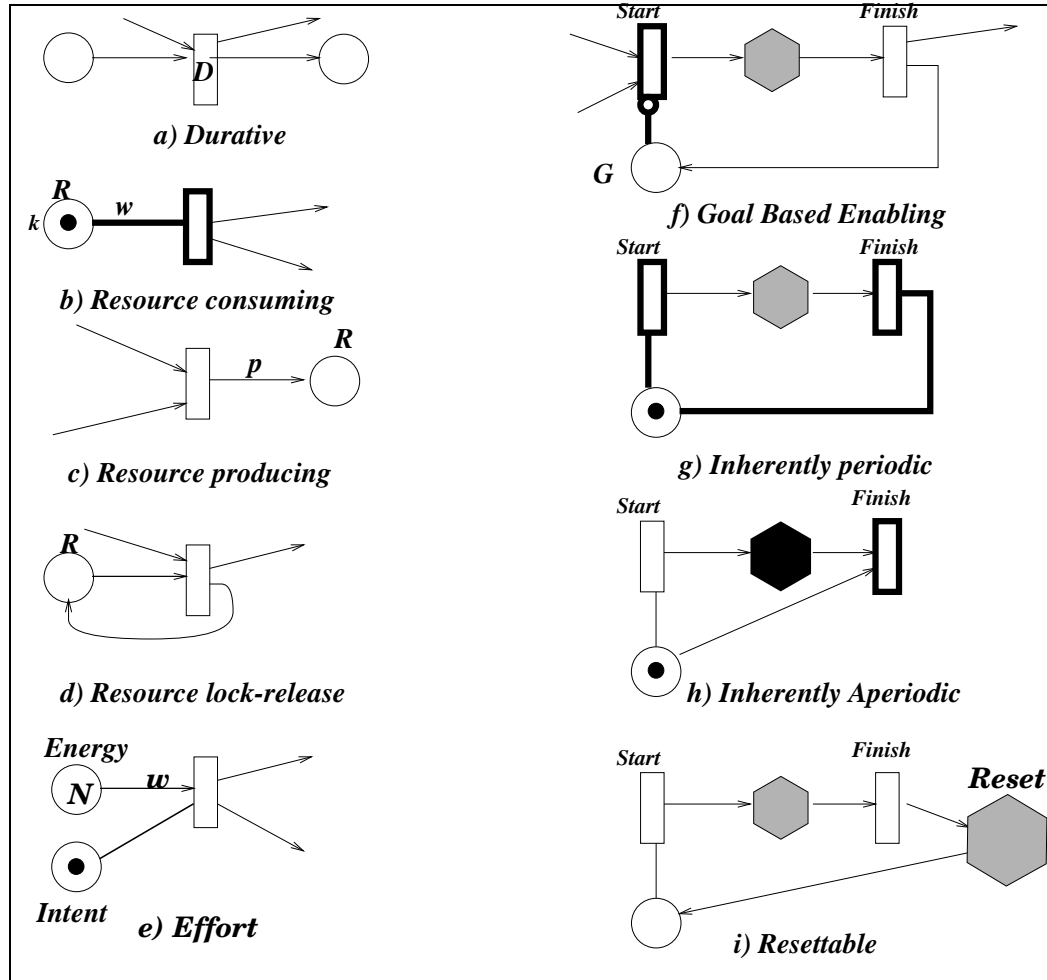 D
a) Durative
R
k
w
b) Resource consuming
R
p
c) Resource producing
R
d) Resource lock-release
Energy
N
w
Intent
e) Effort
Start
Finish
G
f) Goal Based Enabling
Start
Finish
g) Inherently periodic
Start
Finish
h) Inherently Aperiodic
Start
Finish
Reset
i) Resettable